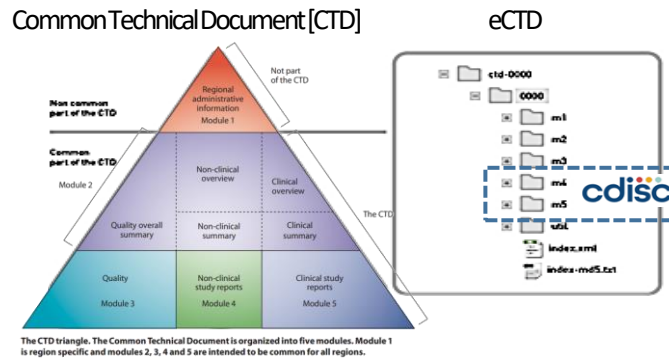 Common Technical Document [CTD]
eCTD
Not part
of the CTD
Regional
administrative
information
Module 1
Non common
part of the CTD
Common
part of the CTD
Module 2
Non-clinical
overview
Clinical
overview
The CTD
Quality overall
summary
Non-clinical
summary
Clinical
summary
Quality
Module 3
Non-clinical
study reports
Module 4
Clinical study
reports
Module 5
ctd-0000
0000
m1
m2
m3
m4
m5
util
index.xml
index-md5.txt
cdisc
The CTD triangle. The Common Technical Document is organized into five modules. Module 1
is region specific and modules 2, 3, 4 and 5 are intended to be common for all regions.